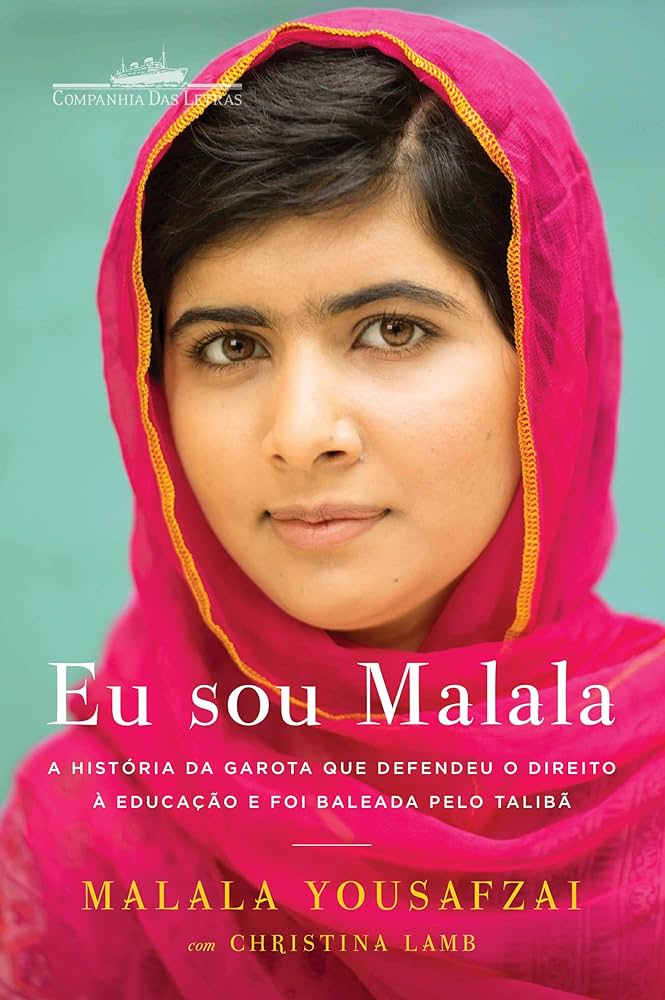 COMPANHIA DAS LETRAS
Eu sou Malala
A HISTÓRIA DA GAROTA QUE DEFENDEU O DIREITO
À EDUCAÇÃO E FOI BALEADA PELO TALIBÃ
MALALA YOUSAFZAI
com CHRISTINA LAMB